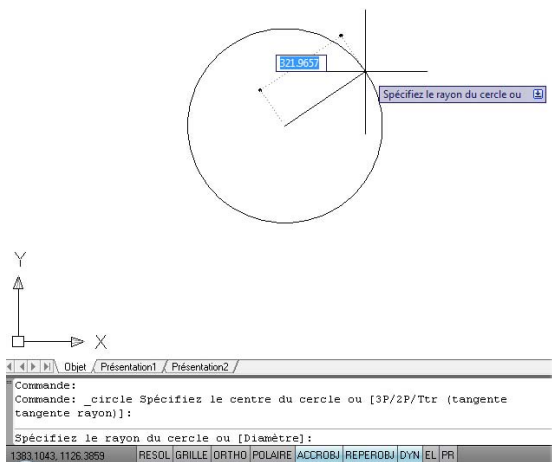 321.9657
Spécifiez le rayon du cercle ou
Y
X
Objet Présentation1 Présentation2
Commande:
Commande: _circle Spécifiez le centre du cercle ou [3P/2P/Ttr (tangente
tangente rayon)]:
Spécifiez le rayon du cercle ou [Diamètre]:
1383,1043, 1126.3859 RESOL GRILLE ORTHO POLAIRE ACCROBJ REPEROBJ DYN EL PR